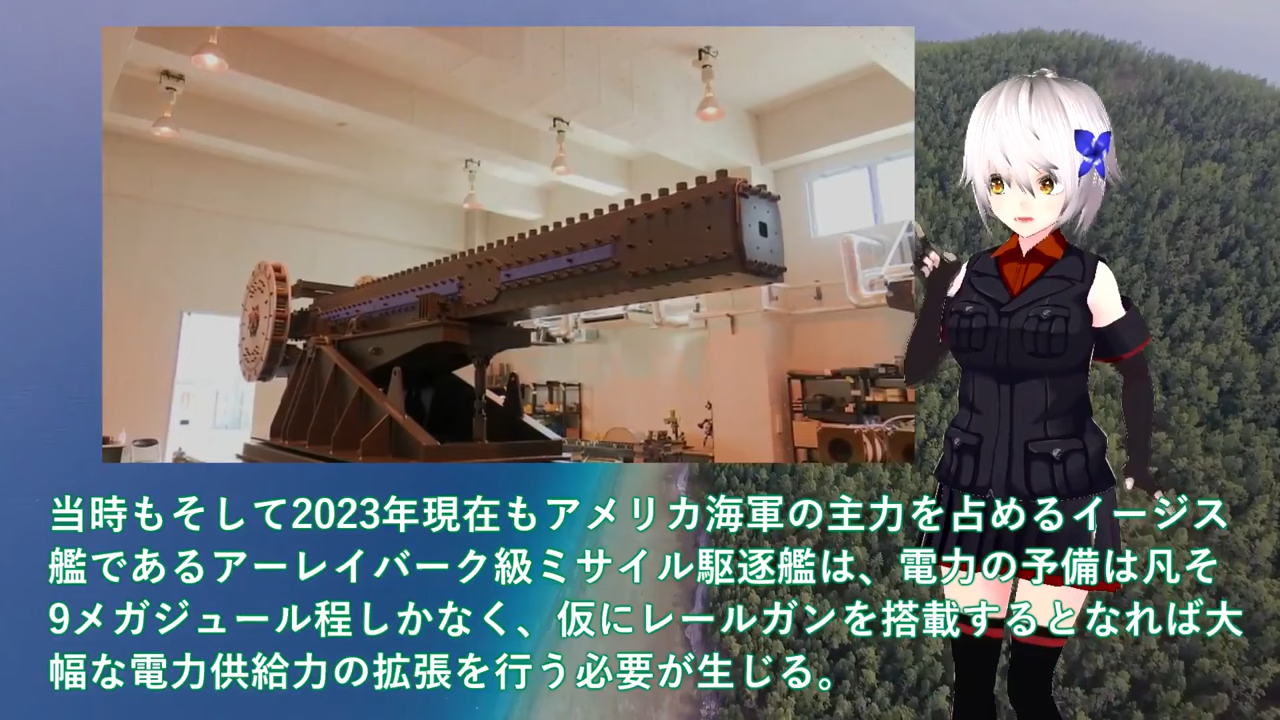 当時もそして2023年現在もアメリカ海軍の主力を占めるイージス
艦であるアーレイバーク級ミサイル駆逐艦は、電力の予備は凡そ
9メガジュール程しかなく、仮にレールガンを搭載するとなれば大
幅な電力供給力の拡張を行う必要が生じる。